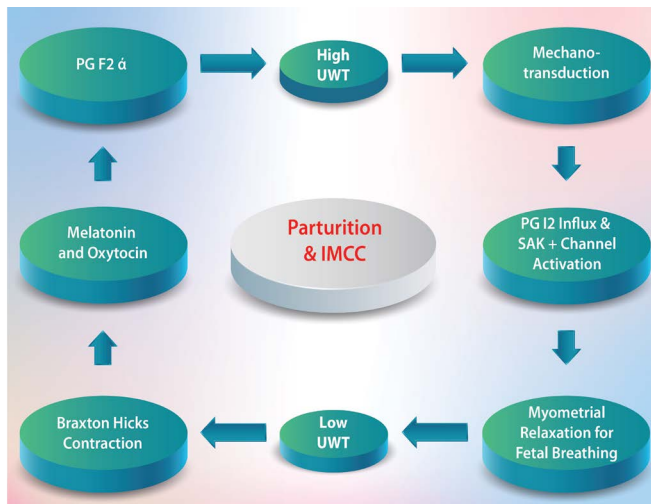 PG F2 ά
High
UWT
Mechano-
transduction
Melatonin
and Oxytocin
Parturition
& IMCC
PG I2 Influx &
SAK + Channel
Activation
Braxton Hicks
Contraction
Low
UWT
Myometrial
Relaxation for
Fetal Breathing